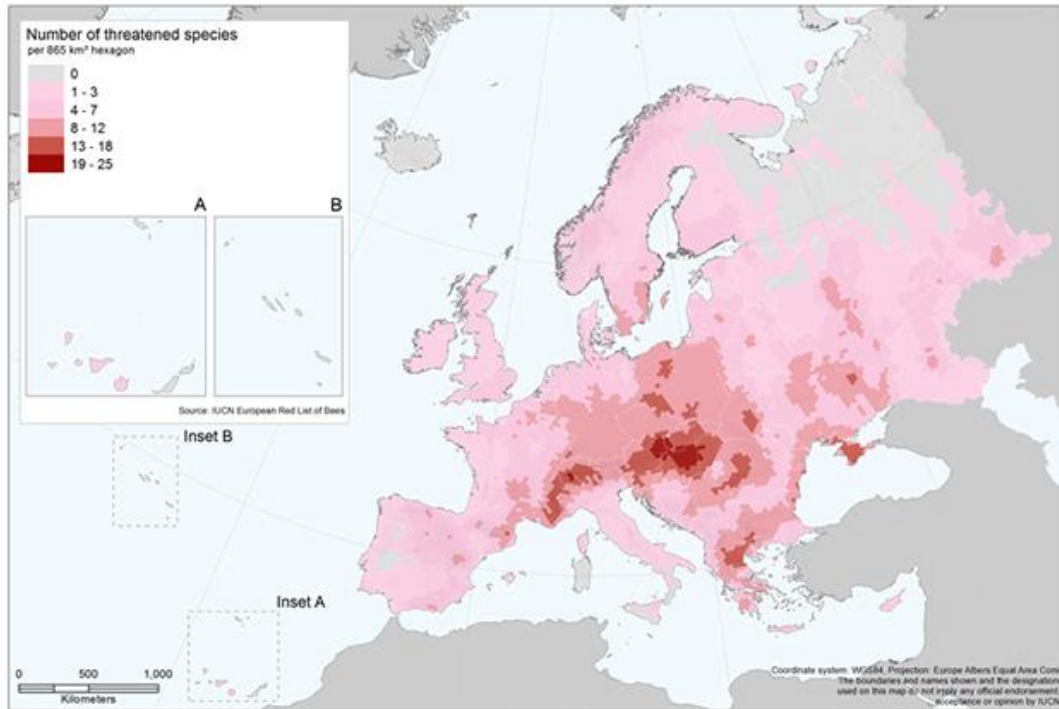 Number of threatened species
per 865 km² hexagon
0
1 - 3
4 - 7
8 - 12
13 - 18
19 - 25
A
B
Source: IUCN European Red List of Bees
Inset B
Inset A
0 500 1,000
Kilometers
Coordinate system: WGS84, Projection: Europe Albers Equal Area Coni
The boundaries and names shown and the designation
used on this map do not imply any official endorsement,
acceptance or opinion by IUCN